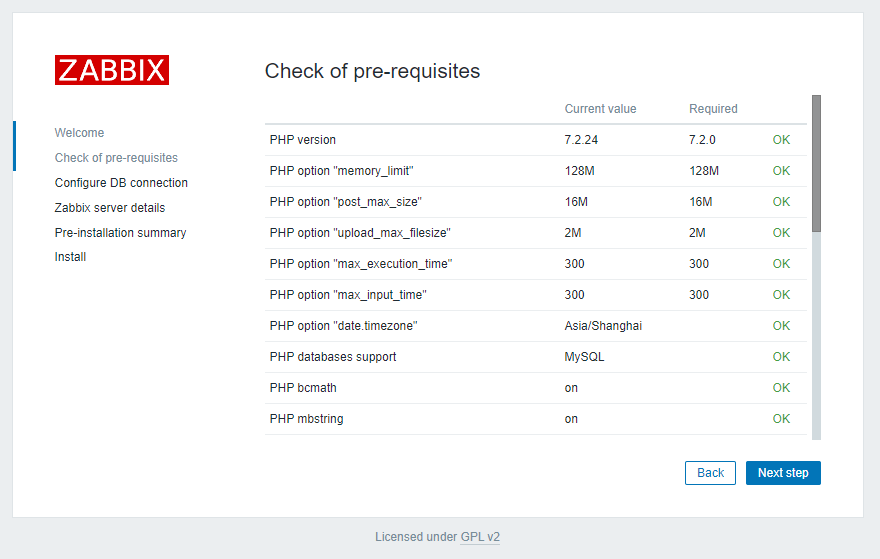 ZABBIX
Welcome
Check of pre-requisites
Configure DB connection
Zabbix server details
Pre-installation summary
Install
Check of pre-requisites
Current value Required
PHP version 7.2.24 7.2.0 OK
PHP option "memory_limit" 128M 128M OK
PHP option "post_max_size" 16M 16M OK
PHP option "upload_max_filesize" 2M 2M OK
PHP option "max_execution_time" 300 300 OK
PHP option "max_input_time" 300 300 OK
PHP option "date.timezone" Asia/Shanghai OK
PHP databases support MySQL OK
PHP bcmath on OK
PHP mbstring on OK
Back Next step
Licensed under GPL v2